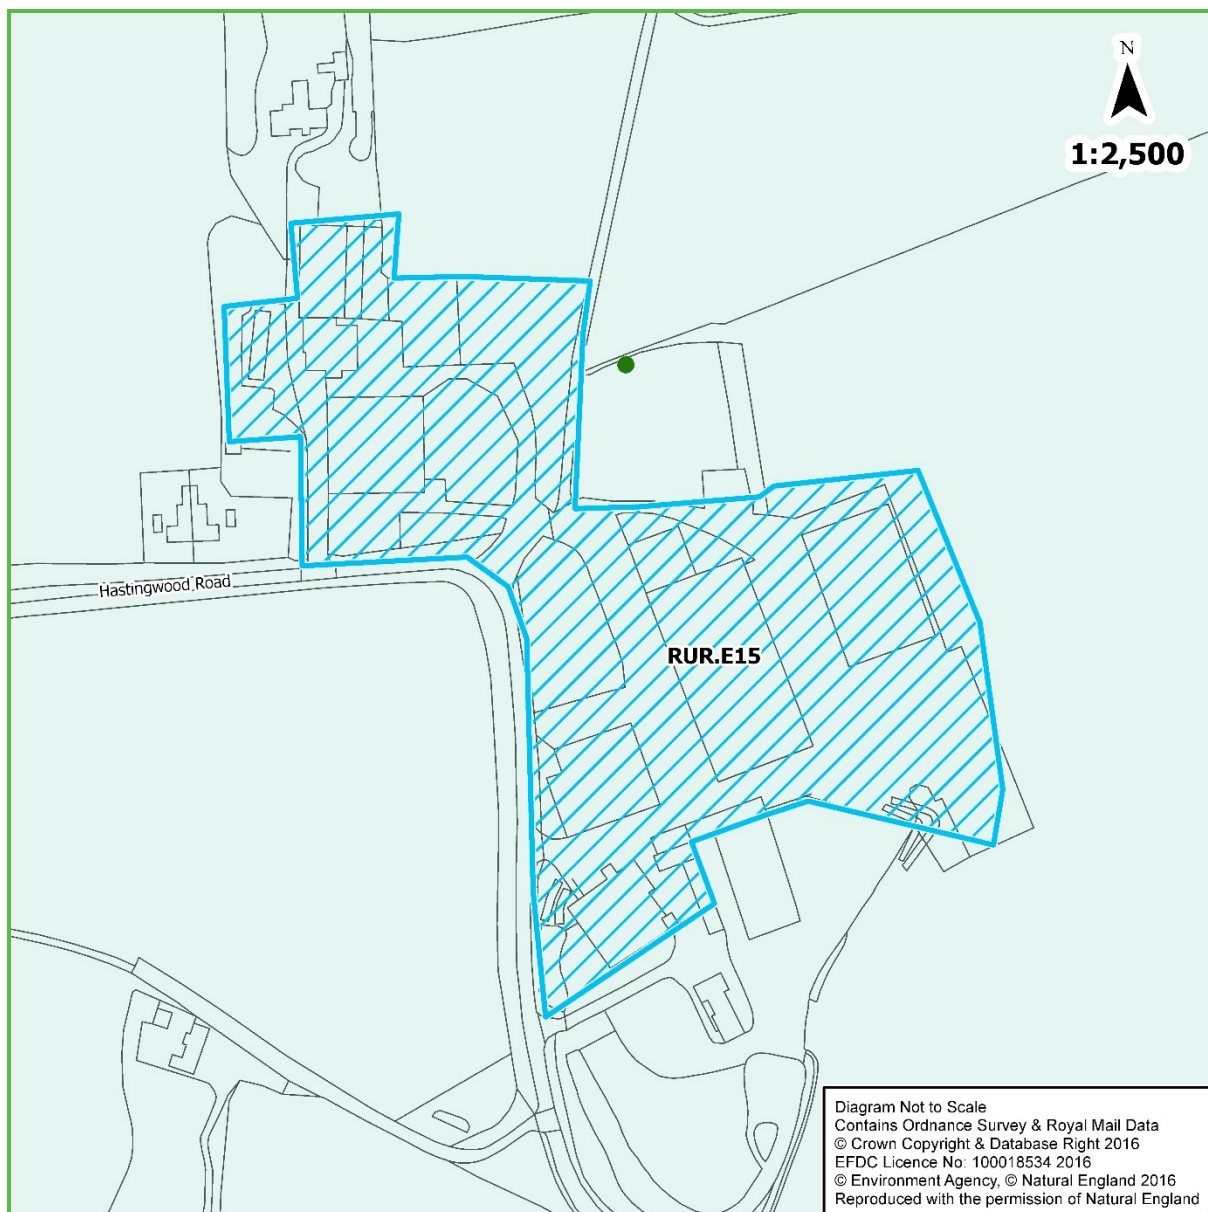 N
1:2,500
Hastingwood Road
RUR.E15
Diagram Not to Scale
Contains Ordnance Survey & Royal Mail Data
© Crown Copyright & Database Right 2016
EFDC Licence No: 100018534 2016
© Environment Agency, © Natural England 2016
Reproduced with the permission of Natural England